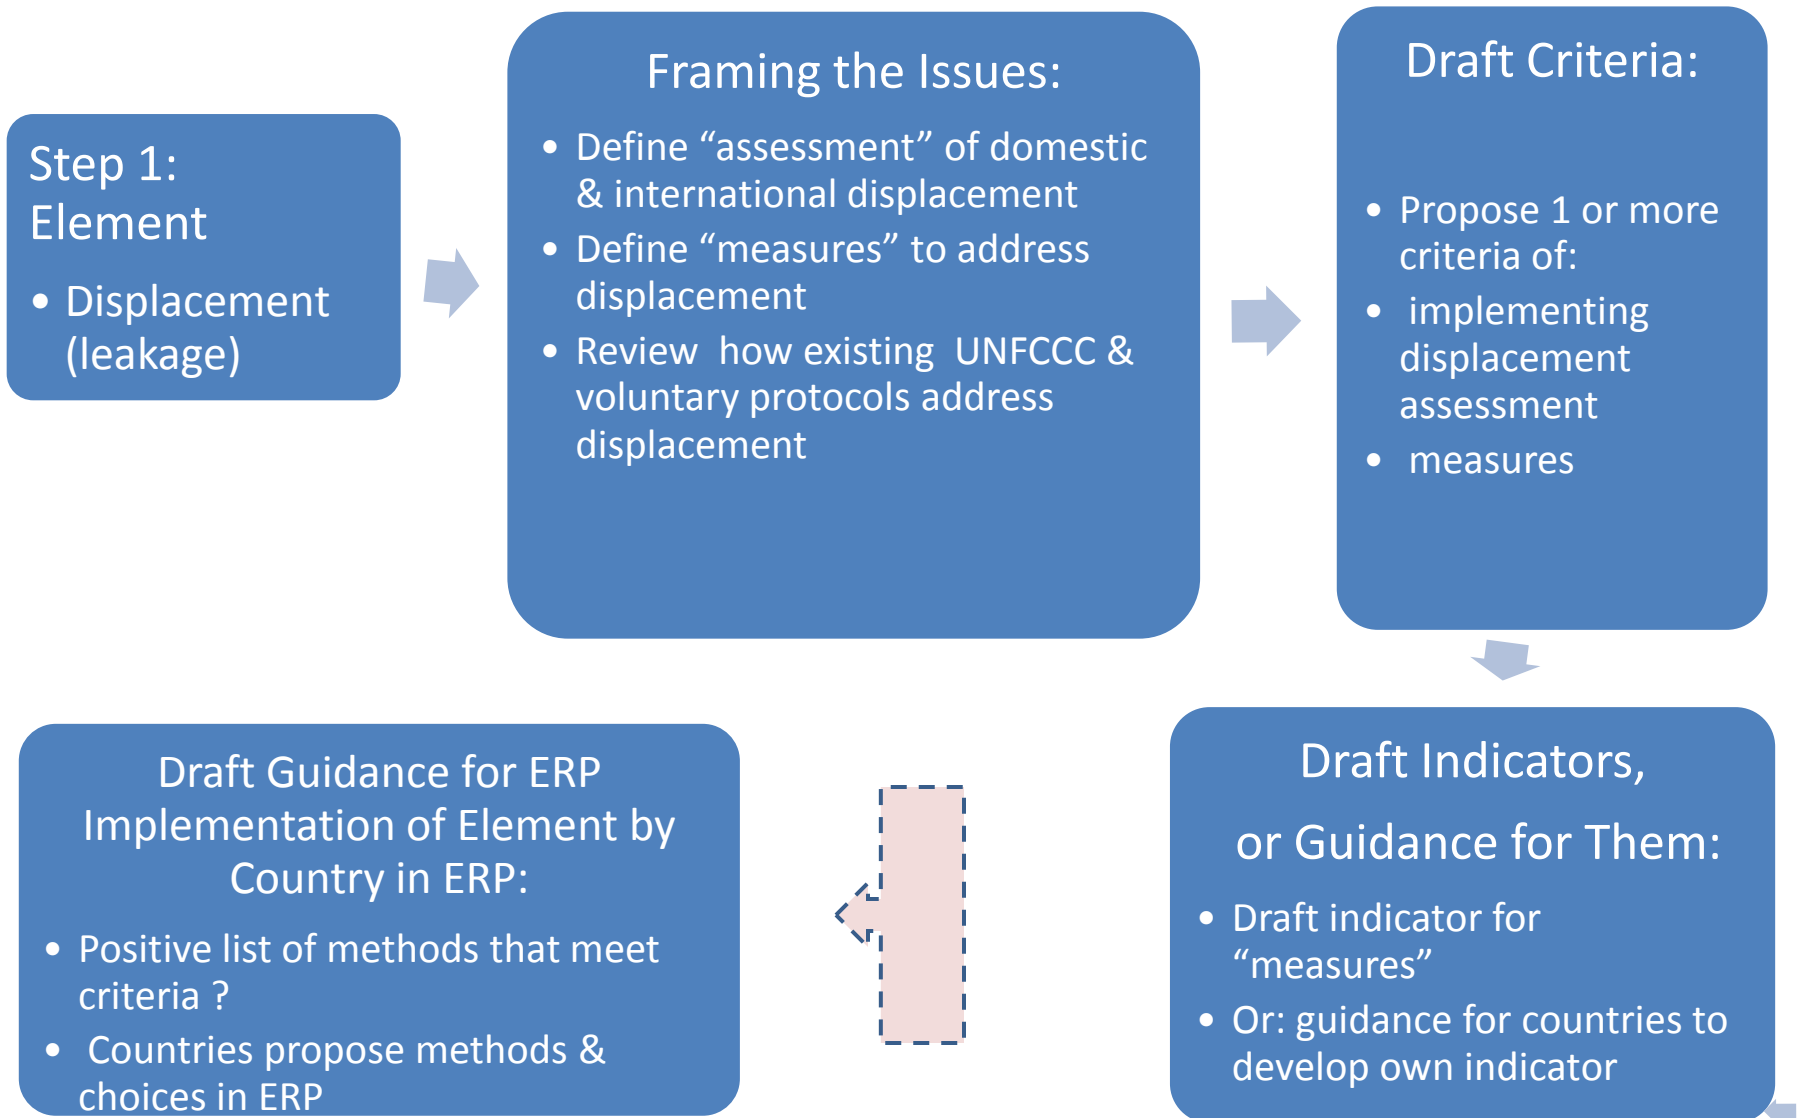 Step 1:
Element
• Displacement
(leakage)
Framing the Issues:
• Define “assessment” of domestic
& international displacement
• Define “measures” to address
displacement
• Review how existing UNFCCC &
voluntary protocols address
displacement
Draft Criteria:
• Propose 1 or more
criteria of:
• implementing
displacement
assessment
• measures
Draft Indicators,
or Guidance for Them:
• Draft indicator for
“measures”
• Or: guidance for countries to
develop own indicator
Draft Guidance for ERP
Implementation of Element by
Country in ERP:
• Positive list of methods that meet
criteria ?
• Countries propose methods &
choices in ERP